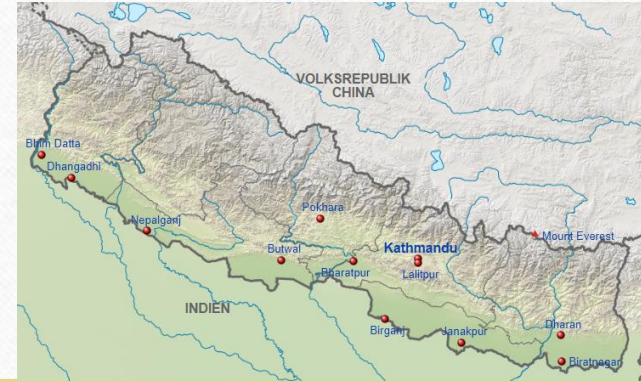 VOLKSREPUBLIK
CHINA
Bhim Datta
Dhangadhi
Nepalganj
Pokhara
Mount Everest
Kathmandu
Butwal
Bharatpur
Lalitpur
INDIEN
Birganj
Janakpur
Dharan
Biratnagar